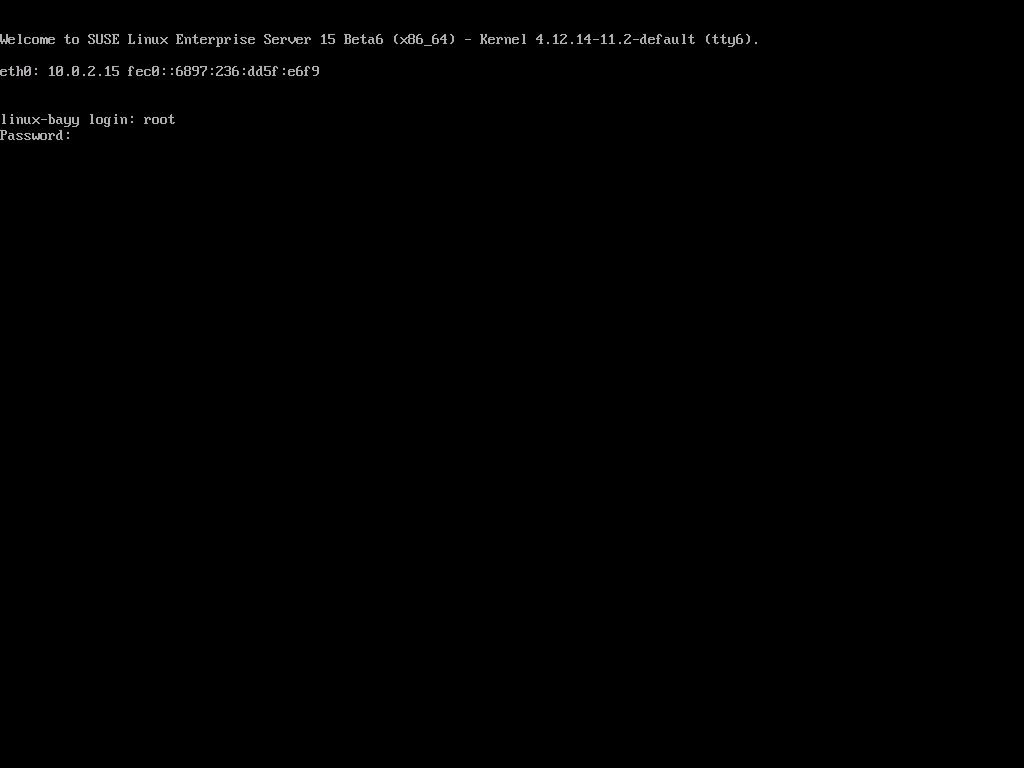 Welcome to SUSE Linux Enterprise Server 15 Beta6 (x86_64) - Kernel 4.12.14-11.2-default (tty6).
eth0: 10.0.2.15 fec0::6897:236:dd5f:e6f9
linux-bayy login: root
Password: